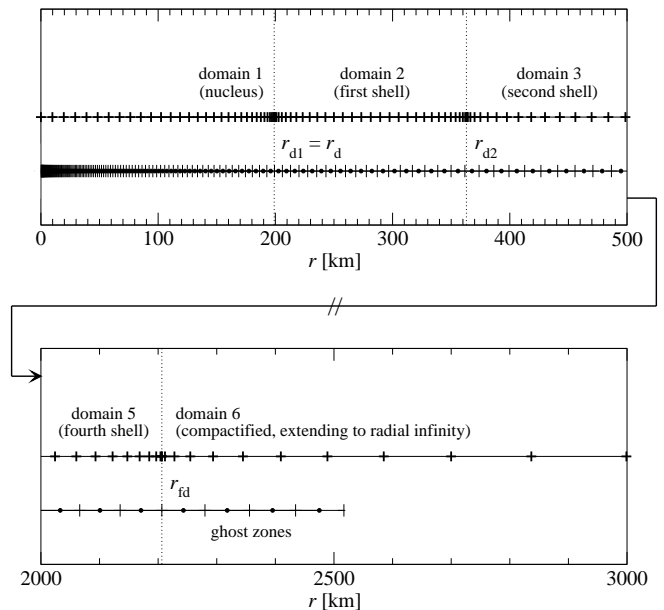 domain 1 domain 2 domain 3
(nucleus) (first shell) (second shell)
r_d1 = r_d r_d2
0 100 200 300 400 500
r [km]
//
domain 5 domain 6
(fourth shell) (compactified, extending to radial infinity)
r_fd
ghost zones
2000 2500 3000
r [km]